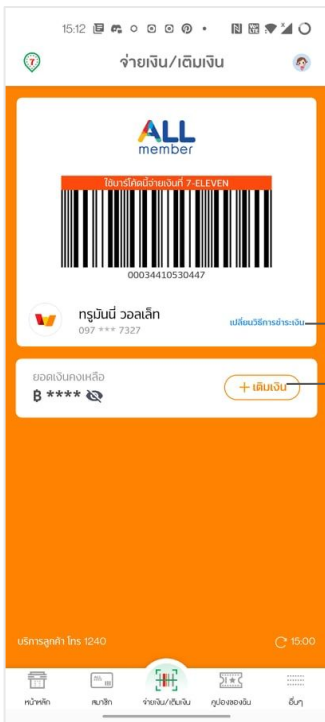 15:12
จ่ายเงิน/เติมเงิน
ALL
member
ใช้บาร์โค้ดนี้จ่ายเงินที่ 7-ELEVEN
00034410530447
ทรูมันนี่ วอลเล็ท
097 *** 7327
เปลี่ยนวิธีการชำระเงิน
ยอดเงินคงเหลือ
฿ ****
+ เติมเงิน
บริการลูกค้า โทร 1240
15:00
หน้าหลัก
สมาชิก
จ่ายเงิน/เติมเงิน
คูปองของฉัน
อื่นๆ